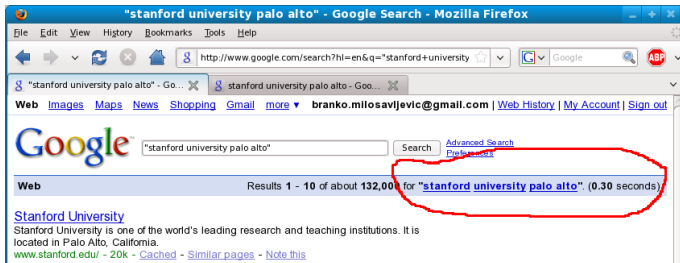 "stanford university palo alto" - Google Search - Mozilla Firefox
File Edit View History Bookmarks Tools Help
http://www.google.com/search?hl=en&q="stanford+university
G Google ABP
"stanford university palo alto" - Go... stanford university palo alto - Goo...
Web Images Maps News Shopping Gmail more ▼ branko.milosavljevic@gmail.com | Web History | My Account | Sign out
Google™ "stanford university palo alto" Search Advanced Search
Preferences
Web Results 1 - 10 of about 132,000 for "stanford university palo alto". (0.30 seconds)
Stanford University
Stanford University is one of the world's leading research and teaching institutions. It is
located in Palo Alto, California.
www.stanford.edu/ - 20k - Cached - Similar pages - Note this